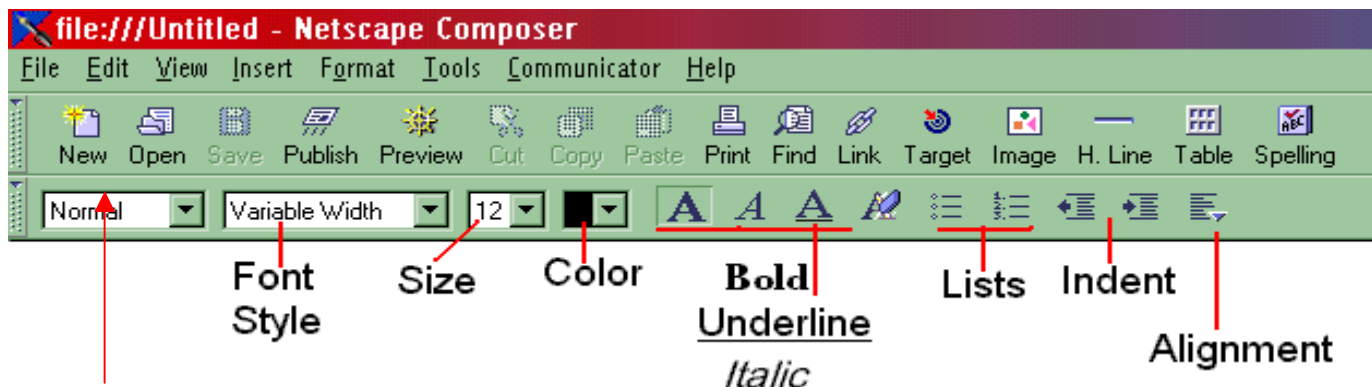 file:///Untitled - Netscape Composer
File Edit View Insert Format Tools Communicator Help
New Open Save Publish Preview Cut Copy Paste Print Find Link Target Image H. Line Table Spelling
Normal Variable Width 12 A A A
Font Style Size Color Bold Underline Italic Lists Indent Alignment